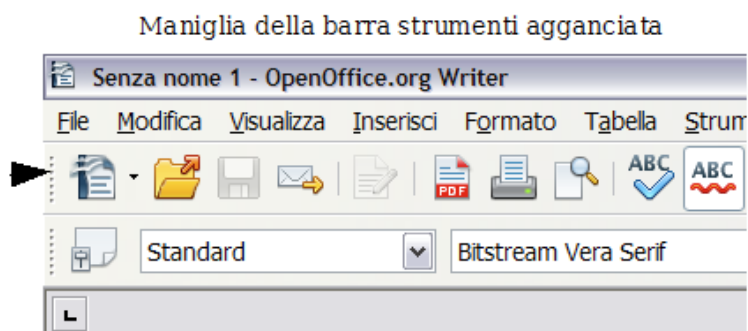 Maniglia della barra strumenti agganciata
Senza nome 1 - OpenOffice.org Writer
File Modifica Visualizza Inserisci Formato Tabella Strum
PDF ABC ABC
Standard Bitstream Vera Serif